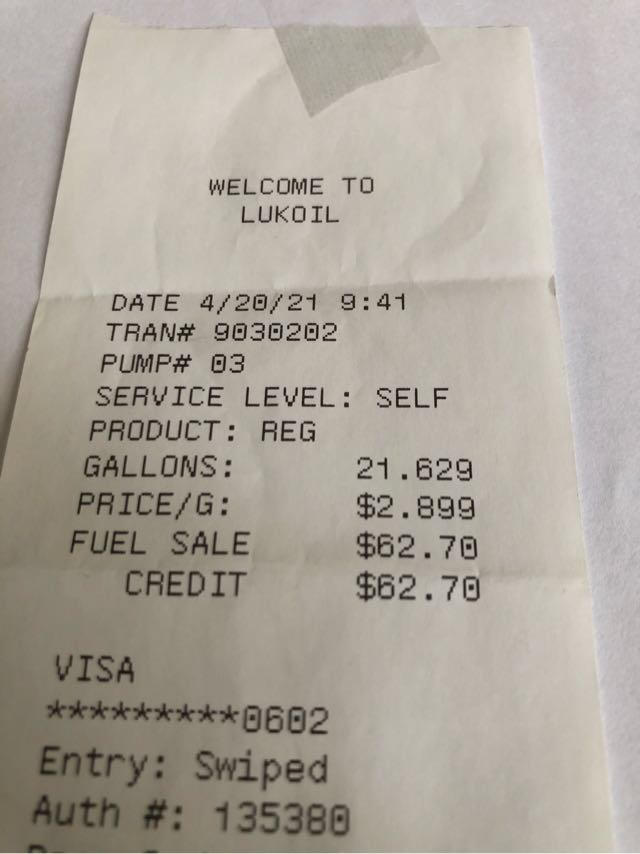 WELCOME TO
LUKOIL
DATE 4/20/21 9:41
TRAN# 9030202
PUMP# 03
SERVICE LEVEL: SELF
PRODUCT: REG
GALLONS: 21.629
PRICE/G: $2.899
FUEL SALE $62.70
CREDIT $62.70
VISA
*********0602
Entry: Swiped
Auth #: 135380